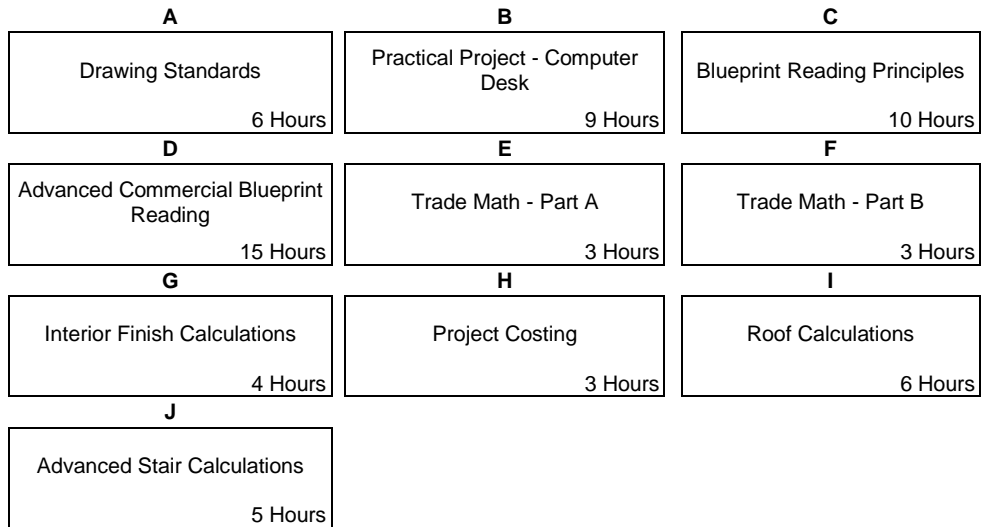 A
B
C
Drawing Standards
6 Hours
Practical Project - Computer
Desk
9 Hours
Blueprint Reading Principles
10 Hours
D
E
F
Advanced Commercial Blueprint
Reading
15 Hours
Trade Math - Part A
3 Hours
Trade Math - Part B
3 Hours
G
H
I
Interior Finish Calculations
4 Hours
Project Costing
3 Hours
Roof Calculations
6 Hours
J
Advanced Stair Calculations
5 Hours